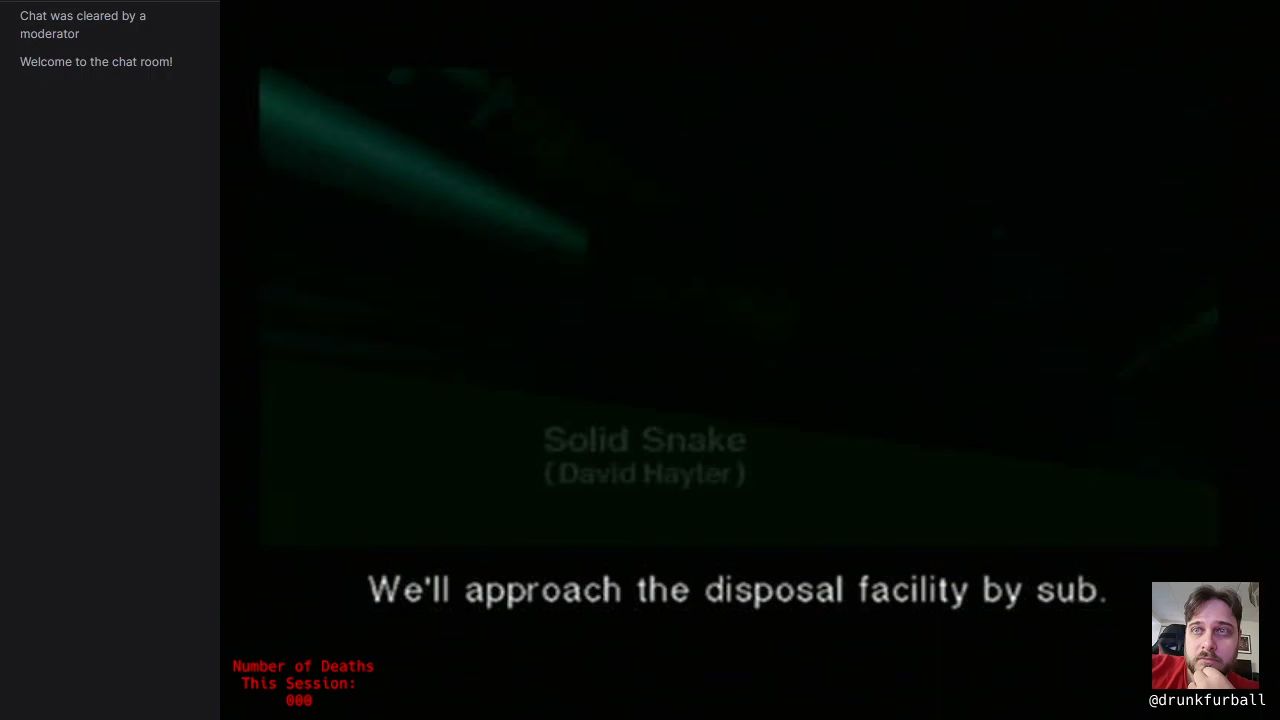 Chat was cleared by a
moderator
Welcome to the chat room!
Solid Snake
(David Hayter)
We'll approach the disposal facility by sub.
Number of Deaths
This Session:
000
@drunkfurball